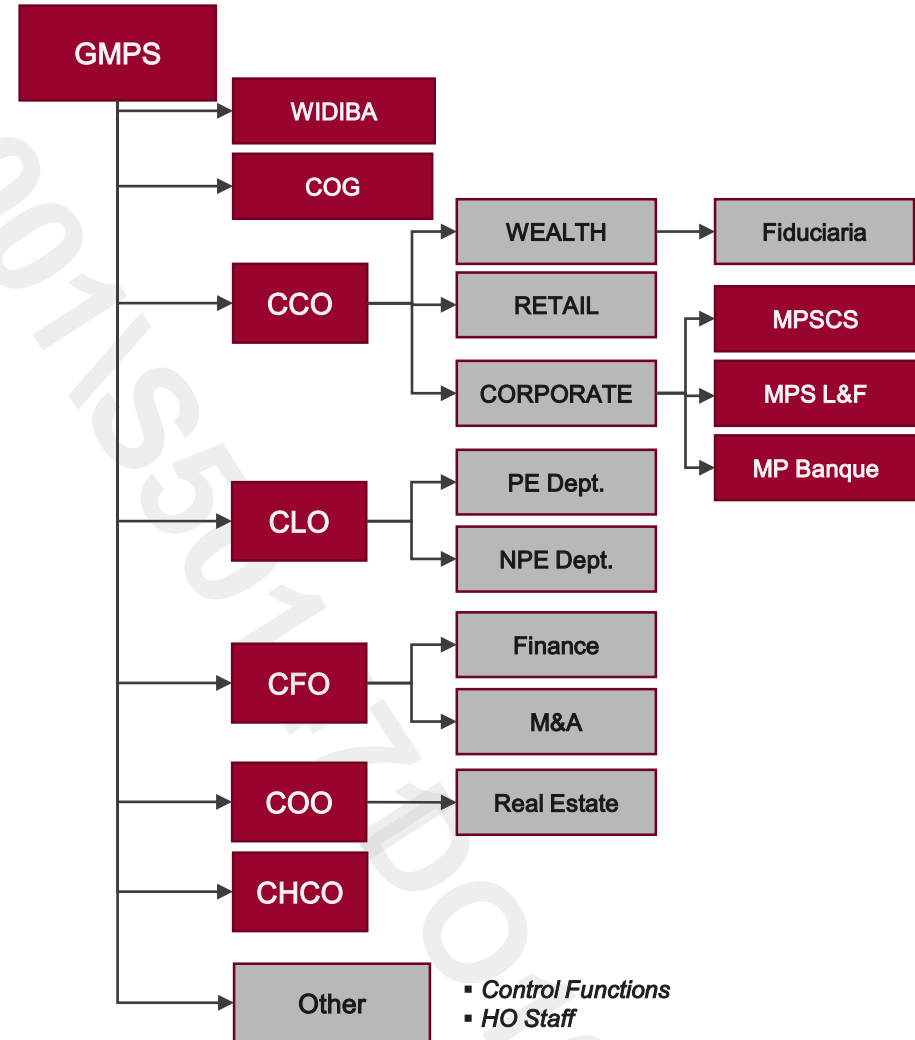 GMPS
WIDIBA
COG
CCO
WEALTH
Fiduciaria
RETAIL
CORPORATE
MPSCS
MPS L&F
MP Banque
CLO
PE Dept.
NPE Dept.
CFO
Finance
M&A
COO
Real Estate
CHCO
Other
▪ Control Functions
▪ HO Staff